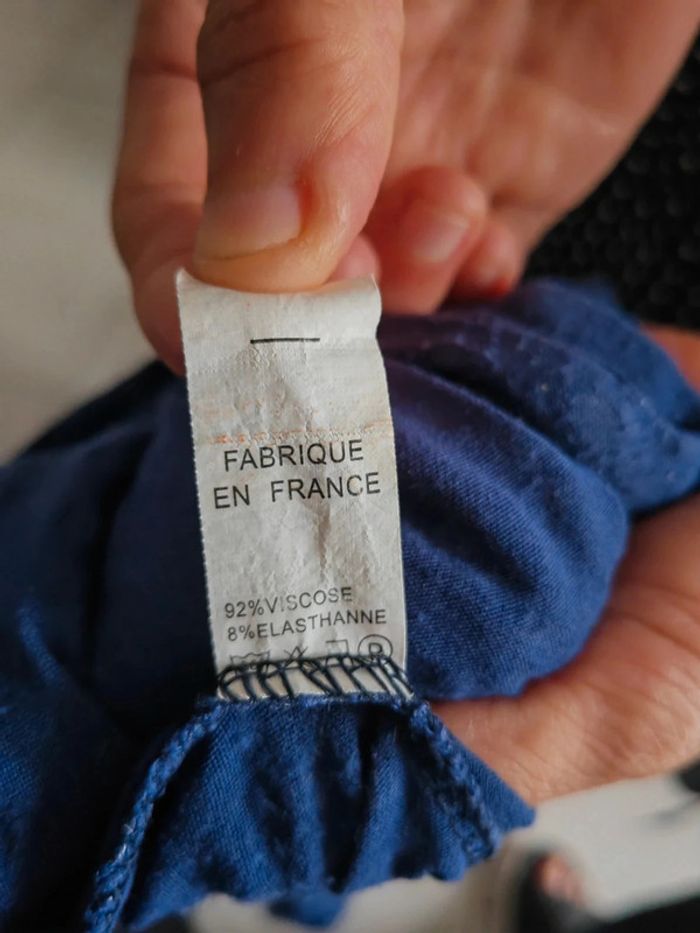 FABRIQUE
EN FRANCE
92%VISCOSE
8%ELASTHANNE
P